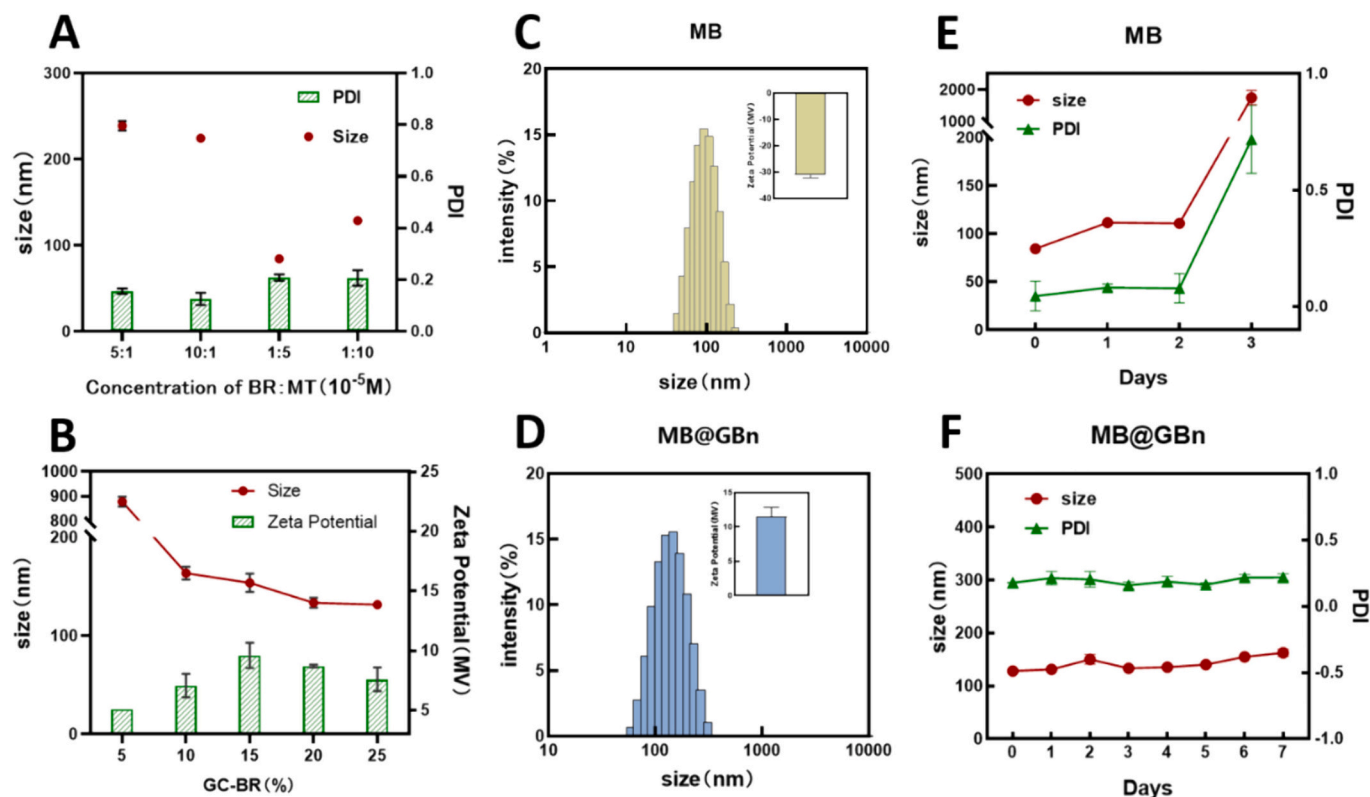 A
300
200
100
0
size(nm)
PDI
Size
1.0
0.8
0.6
0.4
0.2
0.0
PDI
5:1 10:1 1:5 1:10
Concentration of BR:MT(10⁻⁵M)
B
1000
900
800
200
100
0
size(nm)
Size
Zeta Potential
25
20
15
10
5
Zeta Potential(MV)
5 10 15 20 25
GC-BR(%)
C
MB
20
15
10
5
0
intensity(%)
0
-10
-20
-30
-40
Zeta Potential(MV)
1 10 100 1000 10000
size(nm)
D
MB@GBn
20
15
10
5
0
intensity(%)
15
10
5
0
Zeta Potential(MV)
10 100 1000 10000
size(nm)
E
MB
2000
1000
200
150
100
50
0
size(nm)
size
PDI
1.0
0.5
0.0
PDI
0 1 2 3
Days
F
MB@GBn
500
400
300
200
100
0
size(nm)
size
PDI
1.0
0.5
0.0
-0.5
-1.0
PDI
0 1 2 3 4 5 6 7
Days